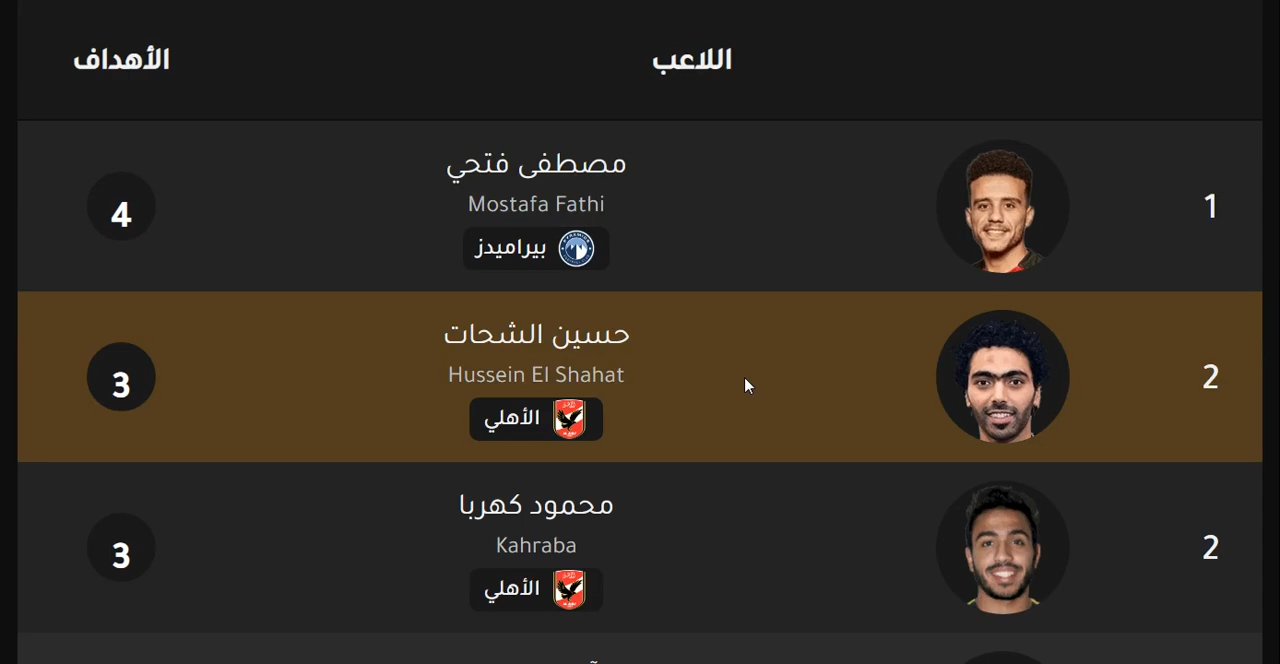 اللاعب
الأهداف
1
مصطفى فتحي
Mostafa Fathi
بيراميدز
4
2
حسين الشحات
Hussein El Shahat
الأهلي
3
2
محمود كهربا
Kahraba
الأهلي
3